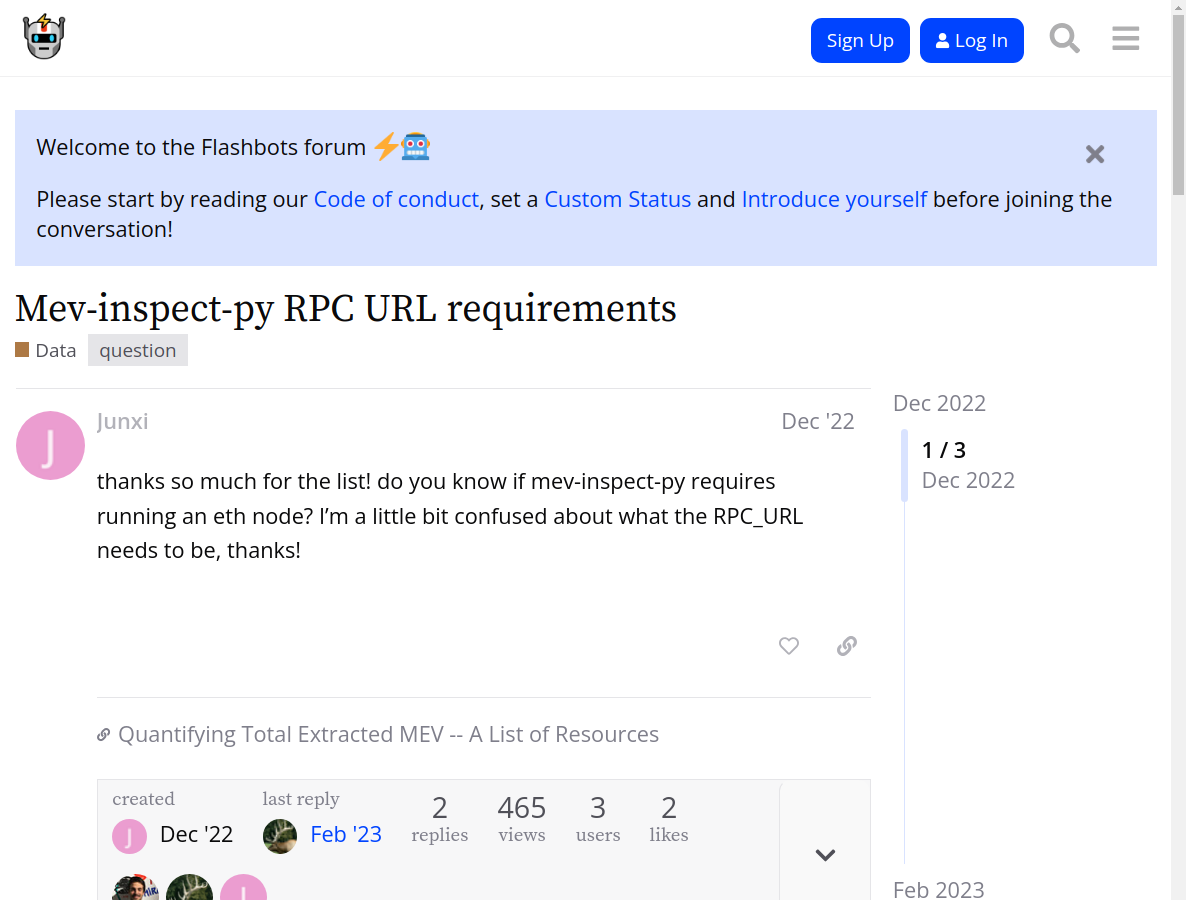 Sign Up
Log In
Welcome to the Flashbots forum
Please start by reading our Code of conduct, set a Custom Status and Introduce yourself before joining the
conversation!
Mev-inspect-py RPC URL requirements
Data question
J
Junxi
Dec '22
thanks so much for the list! do you know if mev-inspect-py requires
running an eth node? I’m a little bit confused about what the RPC_URL
needs to be, thanks!
Quantifying Total Extracted MEV -- A List of Resources
created
J
Dec '22
last reply
Feb '23
2
replies
465
views
3
users
2
likes
J
Dec 2022
1 / 3
Dec 2022
Feb 2023